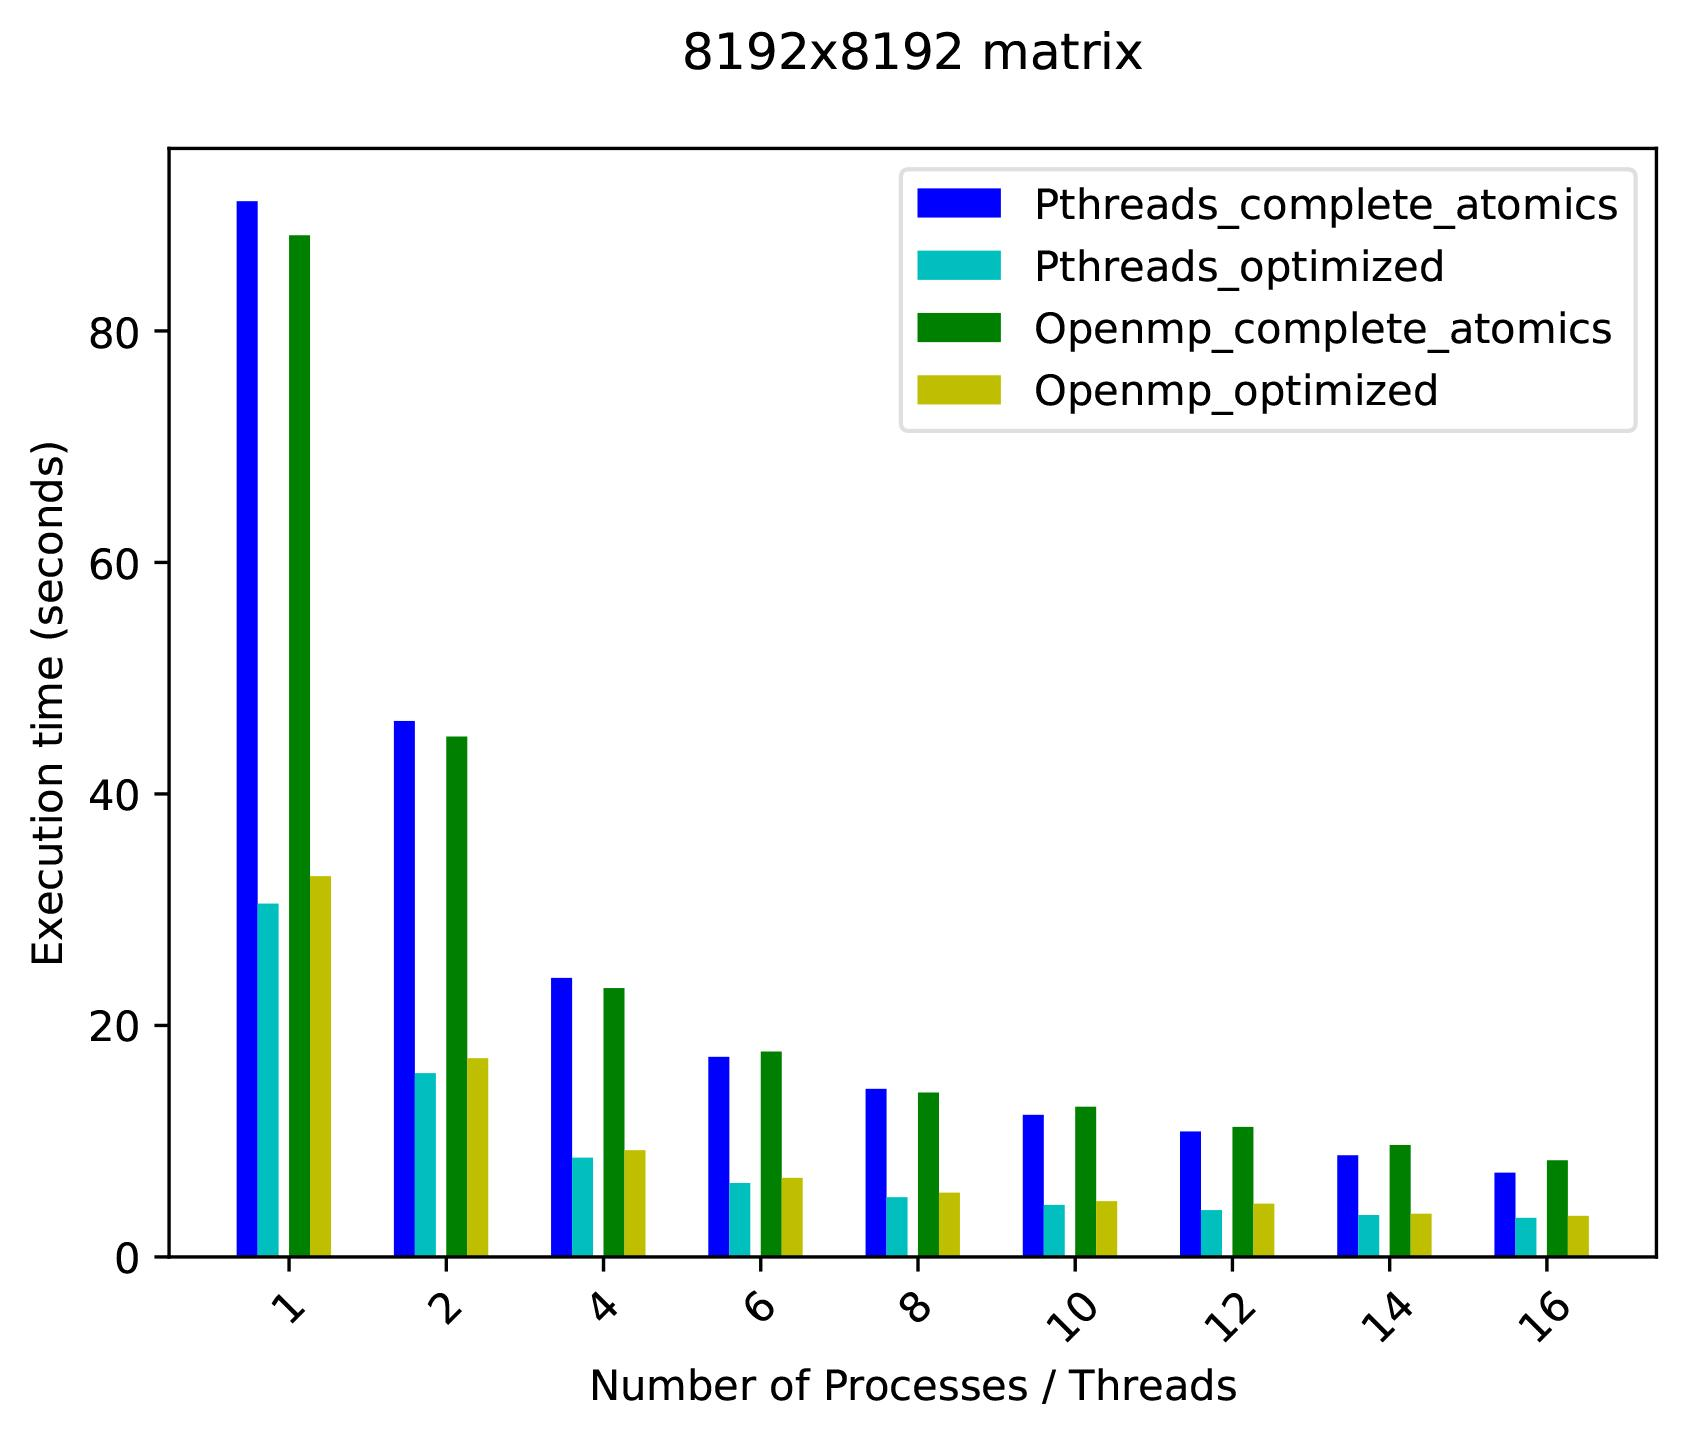 8192x8192 matrix
Pthreads_complete_atomics
Pthreads_optimized
Openmp_complete_atomics
Openmp_optimized
Execution time (seconds)
80
60
40
20
0
1 2 4 6 8 10 12 14 16
Number of Processes / Threads